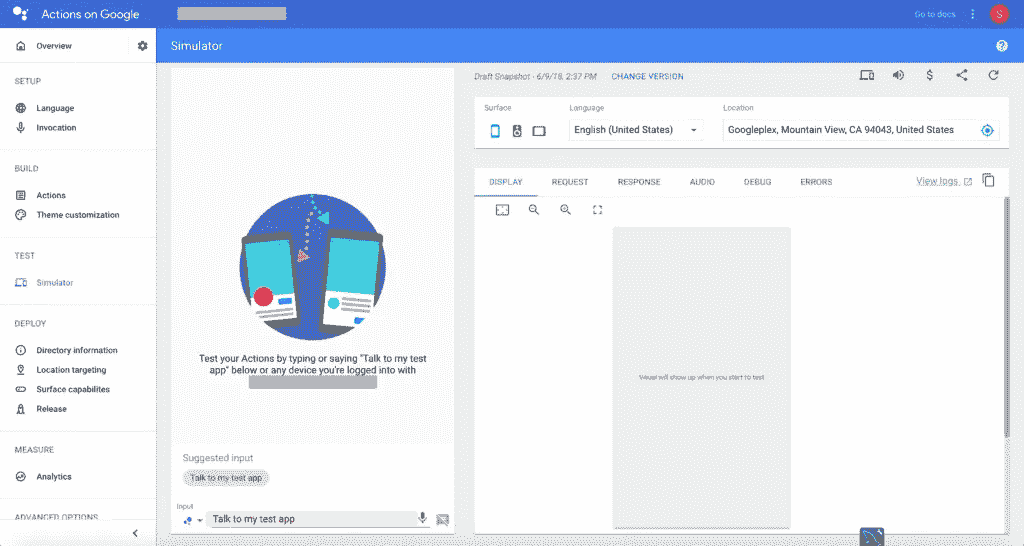 Actions on Google
Go to docs
S
Overview
Simulator
SETUP
Language
Invocation
BUILD
Actions
Theme customization
TEST
Simulator
DEPLOY
Directory information
Location targeting
Surface capabilites
Release
MEASURE
Analytics
ADVANCED OPTIONS
Test your Actions by typing or saying "Talk to my test
app" below or any device you're logged into with
Suggested input
Talk to my test app
Input
Talk to my test app
Draft Snapshot - 6/9/18, 2:37 PM CHANGE VERSION
Surface Language Location
English (United States) Googleplex, Mountain View, CA 94043, United States
DISPLAY REQUEST RESPONSE AUDIO DEBUG ERRORS View logs
Visual will show up when you start to test